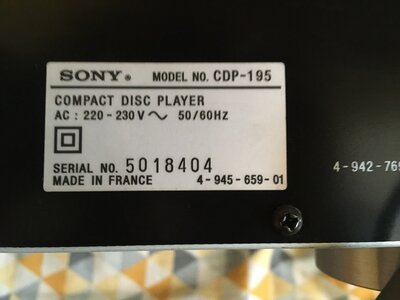 SONY® MODEL NO. CDP-195
COMPACT DISC PLAYER
AC : 220 - 230 V ~ 50/60HZ
SERIAL NO. 5018404
MADE IN FRANCE 4-945-659-01
4-942-769